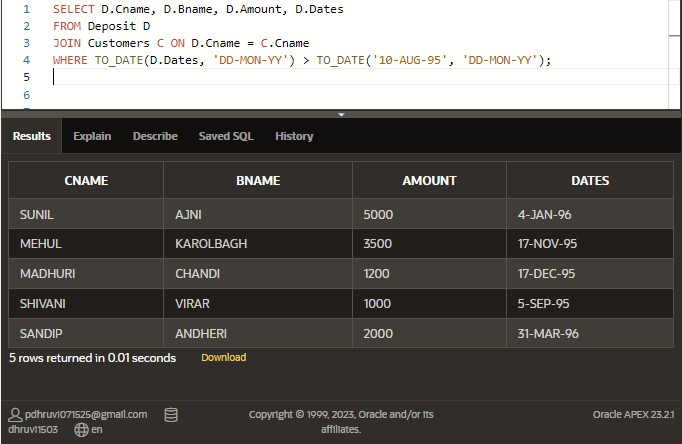 1 SELECT D.Cname, D.Bname, D.Amount, D.Dates
2 FROM Deposit D
3 JOIN Customers C ON D.Cname = C.Cname
4 WHERE TO_DATE(D.Dates, 'DD-MON-YY') > TO_DATE('10-AUG-95', 'DD-MON-YY');
5
6
Results Explain Describe Saved SQL History
CNAME BNAME AMOUNT DATES
SUNIL AJNI 5000 4-JAN-96
MEHUL KAROLBAGH 3500 17-NOV-95
MADHURI CHANDI 1200 17-DEC-95
SHIVANI VIRAR 1000 5-SEP-95
SANDIP ANDHERI 2000 31-MAR-96
5 rows returned in 0.01 seconds Download
pdhruvi071525@gmail.com
dhruvi1503 en
Copyright © 1999, 2023, Oracle and/or its
affiliates.
Oracle APEX 23.2.1